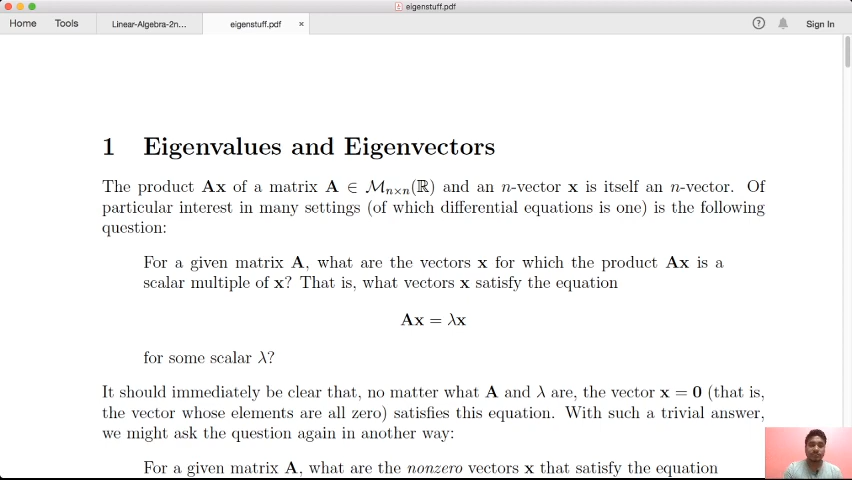 eigenstuff.pdf
Home Tools Linear-Algebra-2n... eigenstuff.pdf × ? Sign In
1 Eigenvalues and Eigenvectors
The product Ax of a matrix A ∈ ℳn×n(ℝ) and an n-vector x is itself an n-vector. Of
particular interest in many settings (of which differential equations is one) is the following
question:
For a given matrix A, what are the vectors x for which the product Ax is a
scalar multiple of x? That is, what vectors x satisfy the equation
Ax = λx
for some scalar λ?
It should immediately be clear that, no matter what A and λ are, the vector x = 0 (that is,
the vector whose elements are all zero) satisfies this equation. With such a trivial answer,
we might ask the question again in another way:
For a given matrix A, what are the nonzero vectors x that satisfy the equation